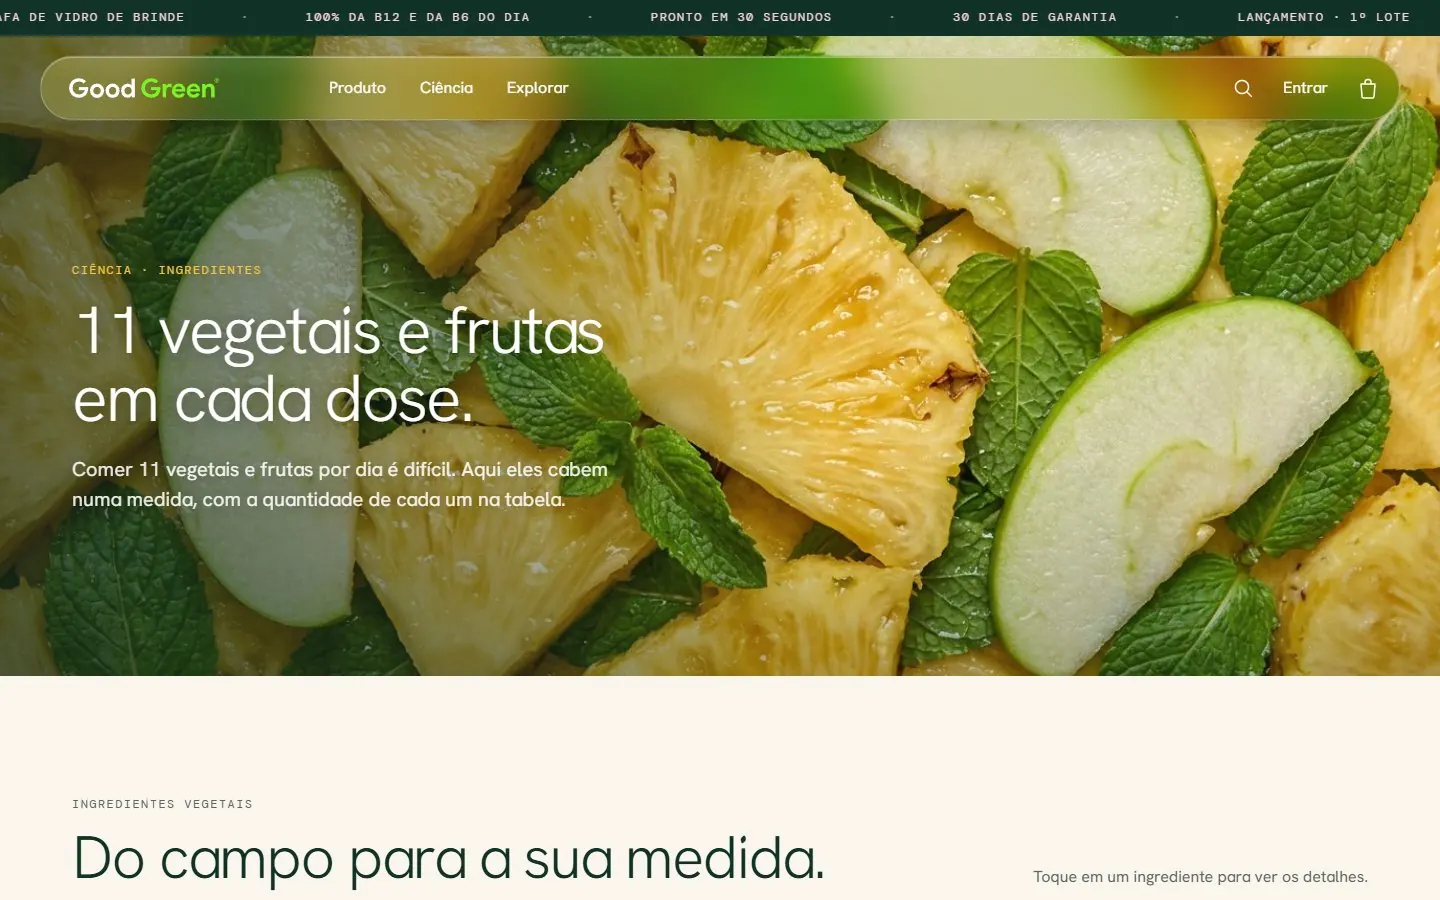 DE VIDRO DE BRINDE · 100% DA B12 E DA B6 DO DIA · PRONTO EM 30 SEGUNDOS · 30 DIAS DE GARANTIA · LANÇAMENTO · 1º LOTE
Good Green®
Produto
Ciência
Explorar
Entrar
CIÊNCIA · INGREDIENTES
11 vegetais e frutas
em cada dose.
Comer 11 vegetais e frutas por dia é difícil. Aqui eles cabem
numa medida, com a quantidade de cada um na tabela.
INGREDIENTES VEGETAIS
Do campo para a sua medida.
Toque em um ingrediente para ver os detalhes.